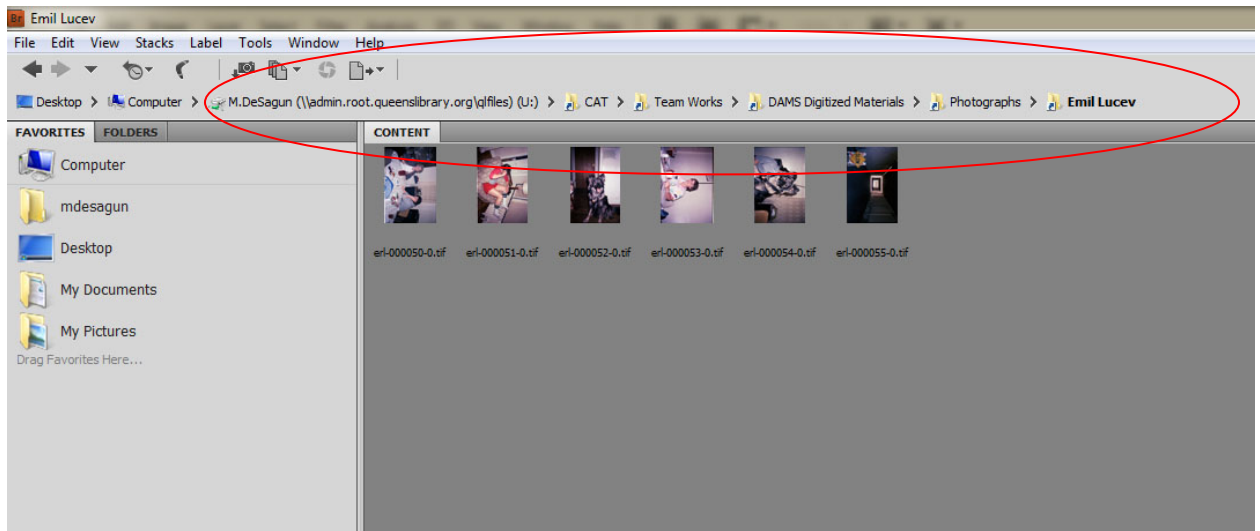 Br Emil Lucev
File Edit View Stacks Label Tools Window Help
Desktop > Computer > M.DeSagun (\\admin.root.queenslibrary.org\qlfiles) (U:) > CAT > Team Works > DAMS Digitized Materials > Photographs > Emil Lucev
FAVORITES FOLDERS CONTENT
Computer
mdesagun
Desktop
My Documents
My Pictures
Drag Favorites Here...
erl-000050-0.tif erl-000051-0.tif erl-000052-0.tif erl-000053-0.tif erl-000054-0.tif erl-000055-0.tif